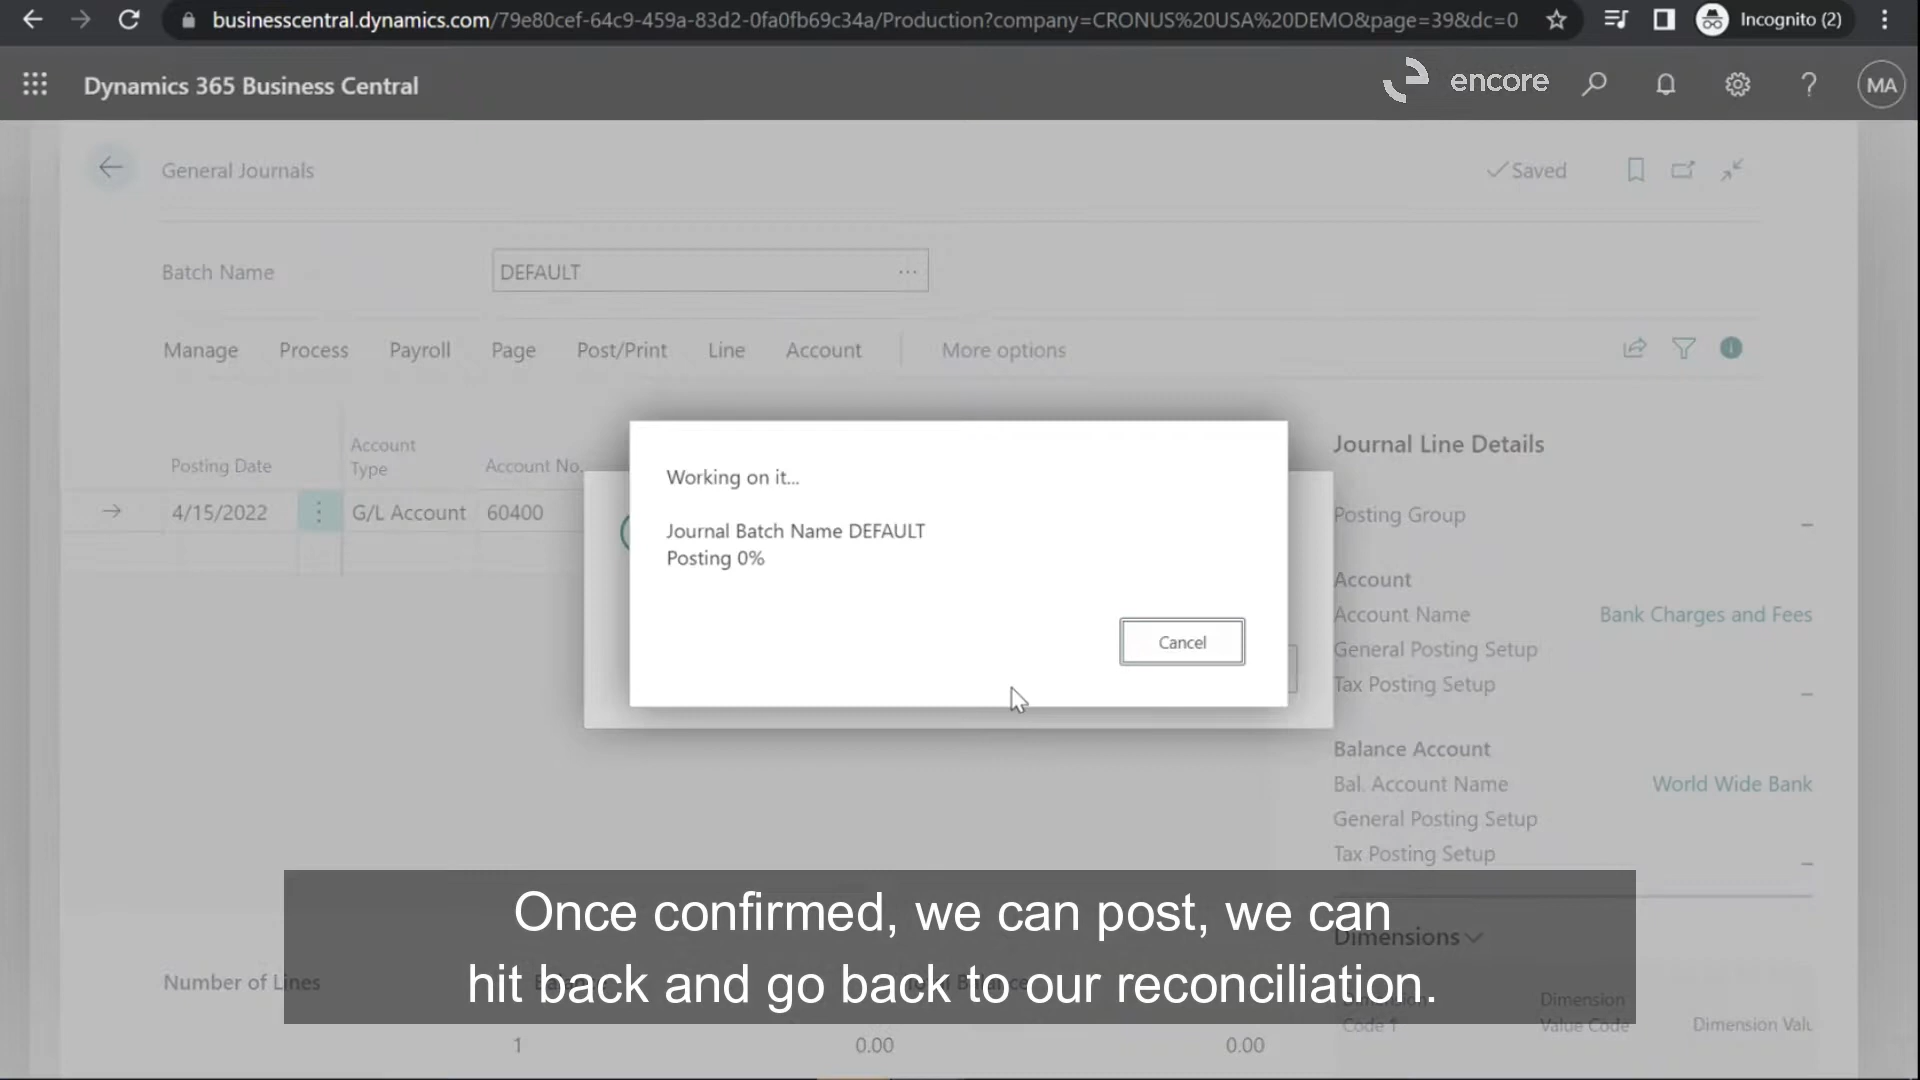 businesscentral.dynamics.com/79e80cef-64c9-459a-83d2-0fa0fb69c34a/Production?company=CRONUS%20USA%20DEMO&page=39&dc=0
Incognito (2)
Dynamics 365 Business Central
encore
?
MA
General Journals
Saved
Batch Name
DEFAULT
...
Manage
Process
Payroll
Page
Post/Print
Line
Account
More options
Posting Date
Account Type
Account No.
4/15/2022
G/L Account
60400
Working on it...
Journal Batch Name DEFAULT
Posting 0%
Cancel
Journal Line Details
Posting Group
Account
Account Name
Bank Charges and Fees
General Posting Setup
Tax Posting Setup
Balance Account
Bal. Account Name
World Wide Bank
General Posting Setup
Tax Posting Setup
Once confirmed, we can post, we can
hit back and go back to our reconciliation.
Dimensions
Number of Lines
Balance
Dimension
Code 1
Dimension
Value Code
Dimension Valu
1
0.00
0.00